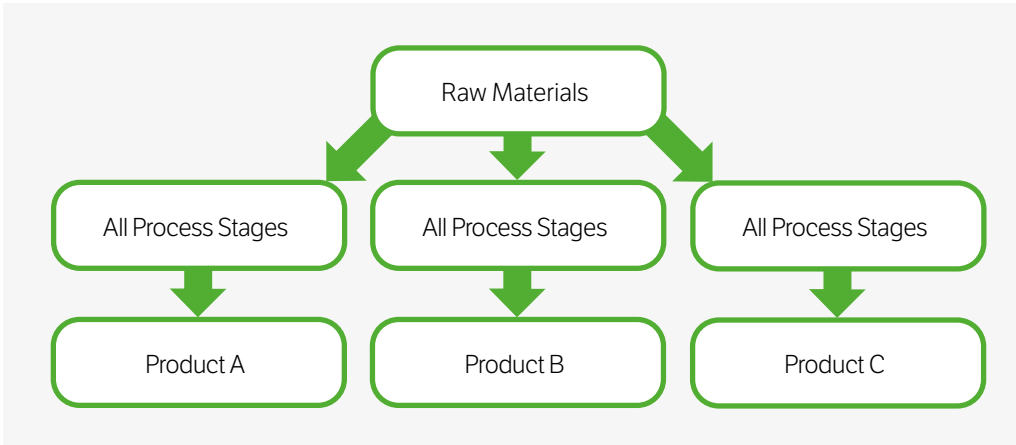 Raw Materials
All Process Stages
All Process Stages
All Process Stages
Product A
Product B
Product C